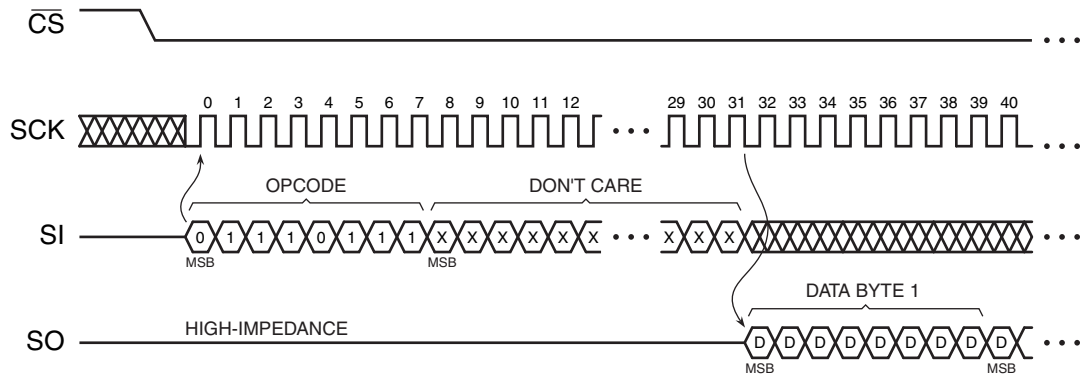 CS
0 1 2 3 4 5 6 7 8 9 10 11 12 29 30 31 32 33 34 35 36 37 38 39 40
SCK
OPCODE DON'T CARE
SI 0 1 1 1 0 1 1 1 X X X X X X X X X
MSB MSB
DATA BYTE 1
HIGH-IMPEDANCE
SO D D D D D D D D D
MSB MSB